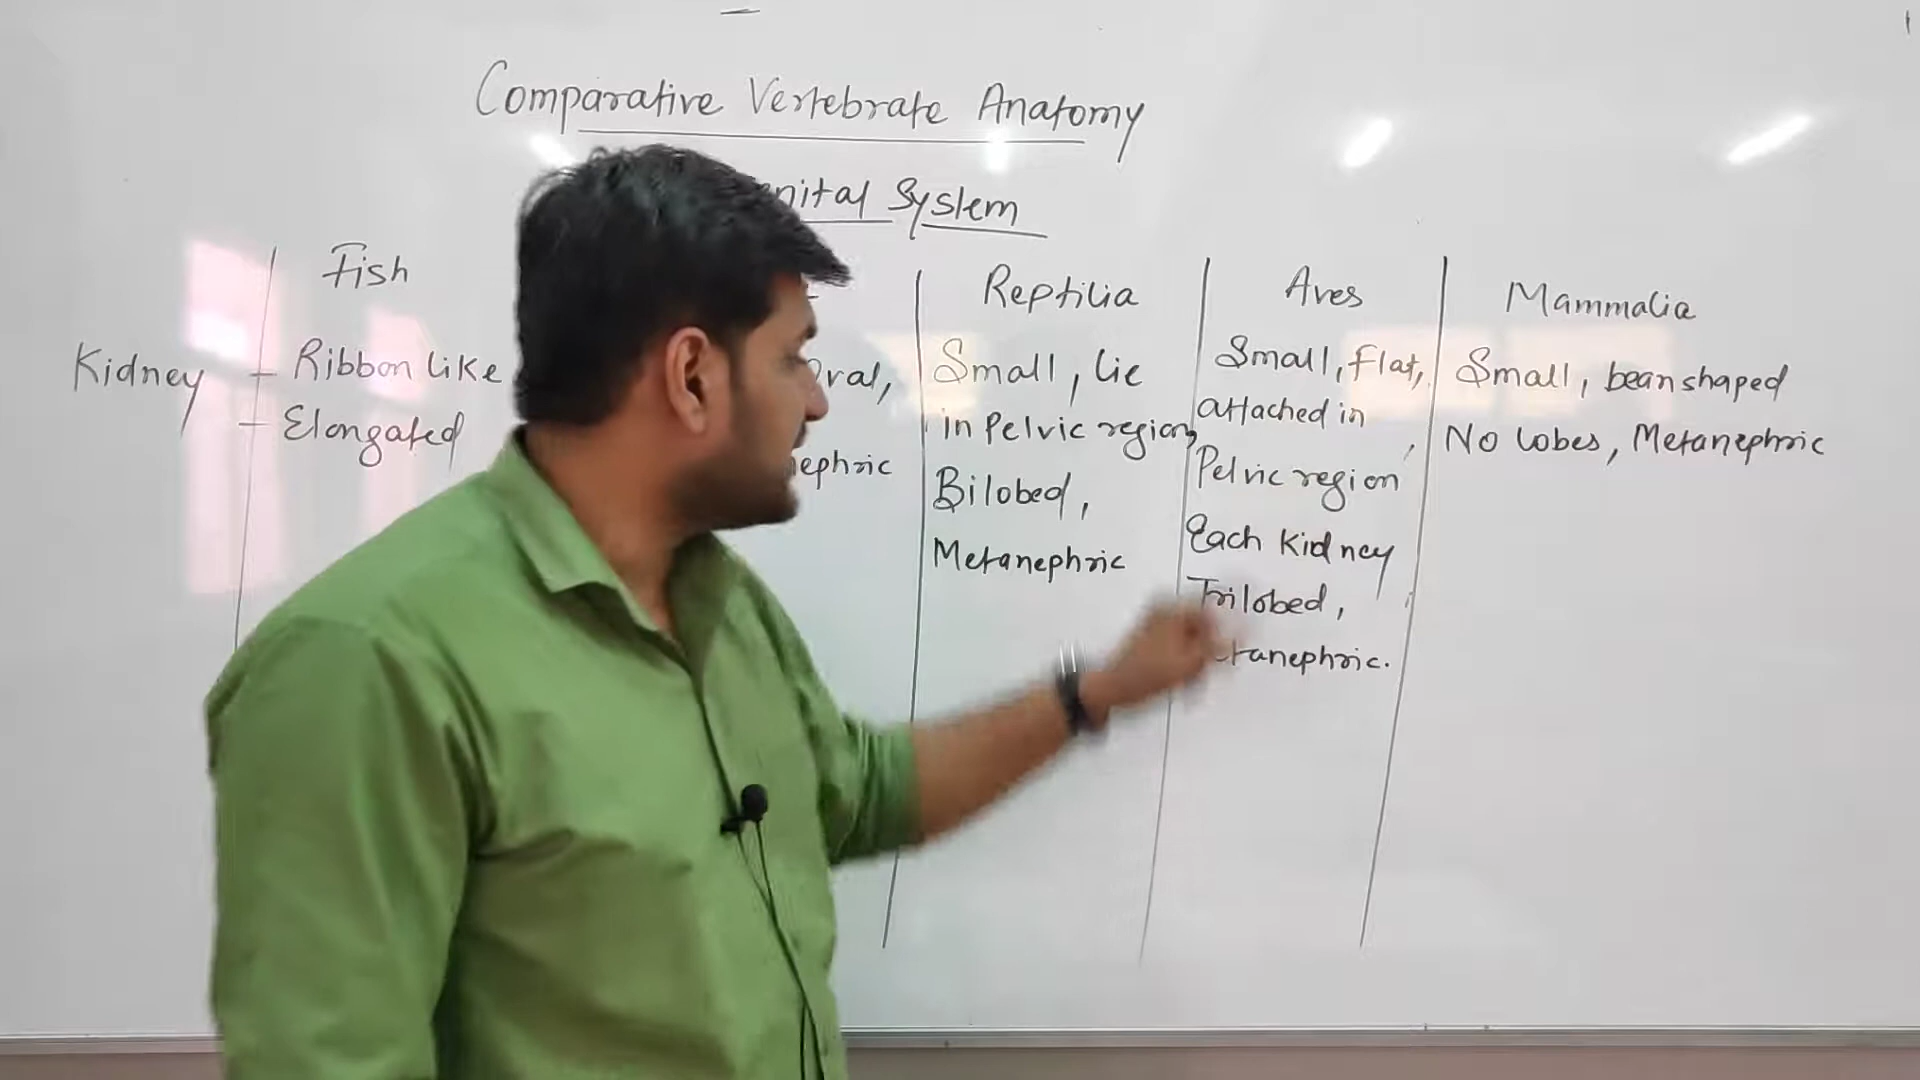 Comparative Vertebrate Anatomy
System
Fish
Reptilia
Aves
Mammalia
Kidney
- Ribbon like
- Elongated
Small, lie
in Pelvic region,
Bilobed,
Metanephric
Small, flat,
attached in
Pelvic region,
Each Kidney
Trilobed,
Small, bean shaped
No lobes, Metanephric